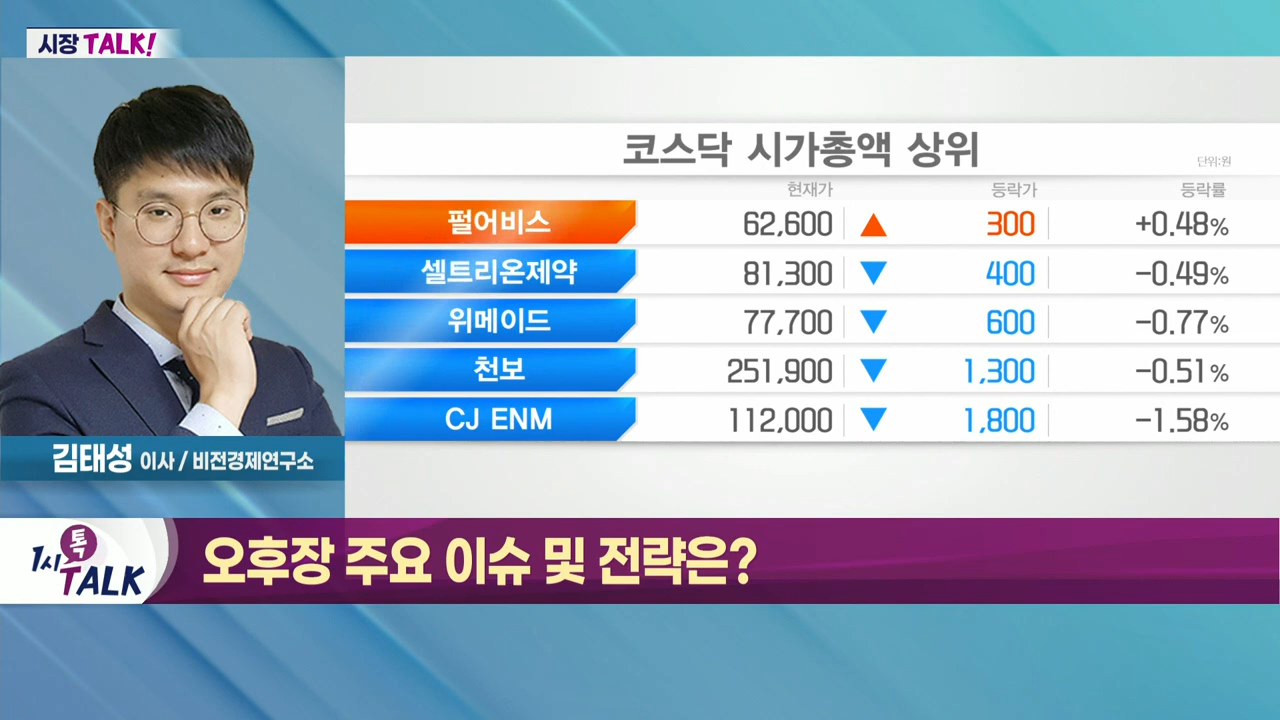 시장 TALK!
코스닥 시가총액 상위
단위:원
현재가 등락가 등락률
펄어비스 62,600 ▲ 300 +0.48%
셀트리온제약 81,300 ▼ 400 -0.49%
위메이드 77,700 ▼ 600 -0.77%
천보 251,900 ▼ 1,300 -0.51%
CJ ENM 112,000 ▼ 1,800 -1.58%
김태성 이사 / 비전경제연구소
1시 톡 TALK
오후장 주요 이슈 및 전략은?